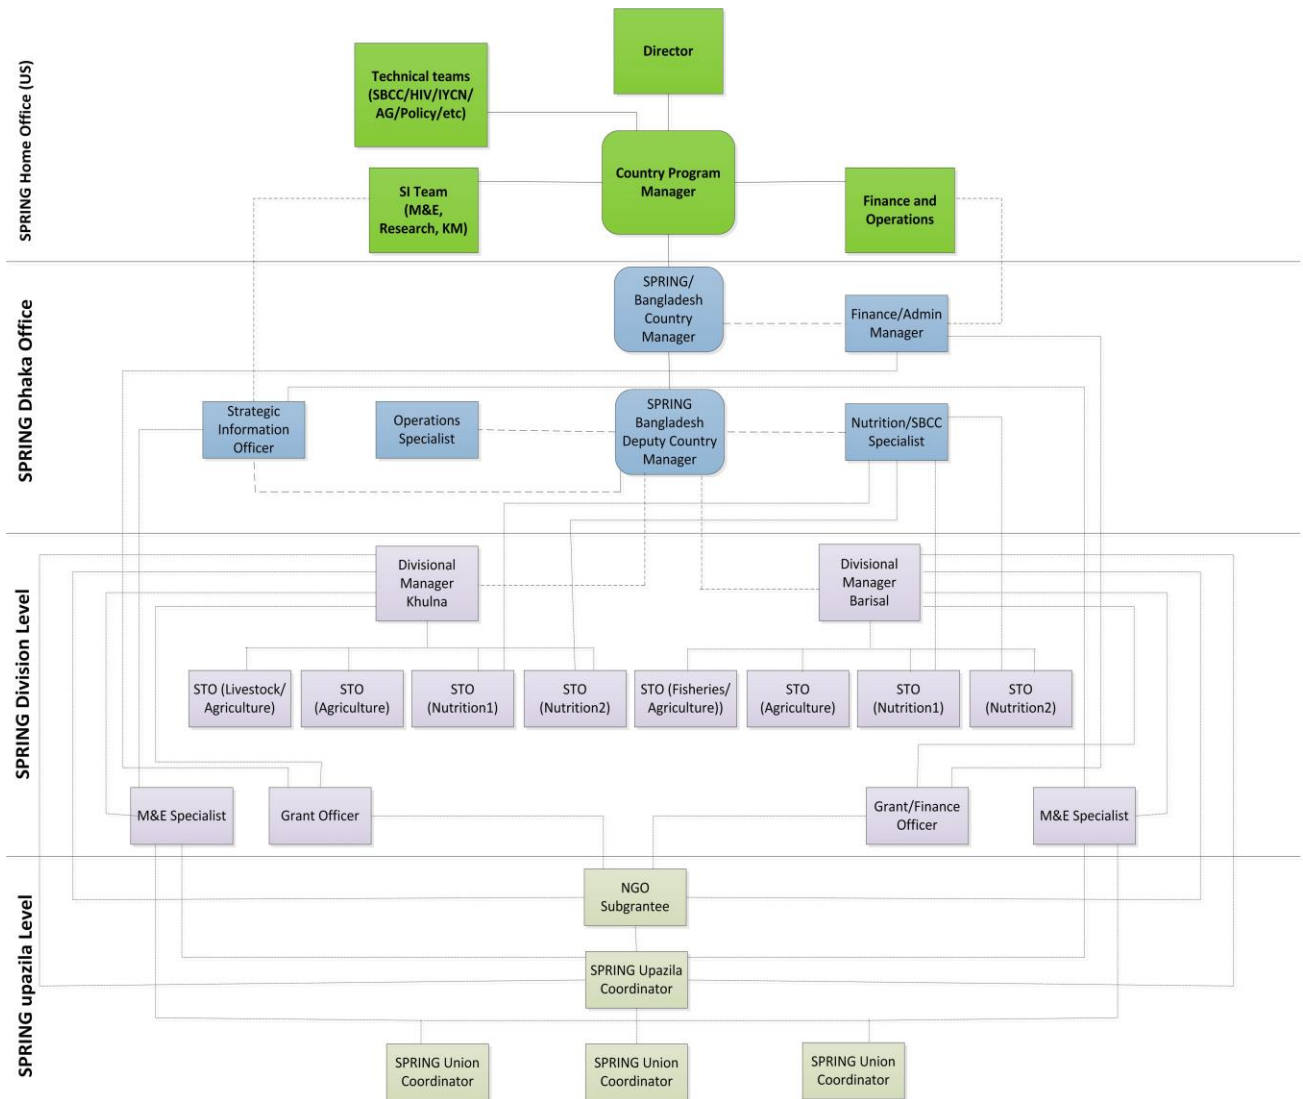 SPRING Home Office (US)
Director
Technical teams
(SBCC/HIV/IYCN/
AG/Policy/etc)
Country Program
Manager
SI Team
(M&E,
Research, KM)
Finance and
Operations
SPRING Dhaka Office
SPRING/
Bangladesh
Country
Manager
Finance/Admin
Manager
Strategic
Information
Officer
Operations
Specialist
SPRING
Bangladesh
Deputy Country
Manager
Nutrition/SBCC
Specialist
SPRING Division Level
Divisional
Manager
Khulna
Divisional
Manager
Barisal
STO (Livestock/
Agriculture)
STO
(Agriculture)
STO
(Nutrition1)
STO
(Nutrition2)
STO (Fisheries/
Agriculture))
STO
(Agriculture)
STO
(Nutrition1)
STO
(Nutrition2)
M&E Specialist
Grant Officer
Grant/Finance
Officer
M&E Specialist
SPRING upazila Level
NGO
Subgrantee
SPRING Upazila
Coordinator
SPRING Union
Coordinator
SPRING Union
Coordinator
SPRING Union
Coordinator